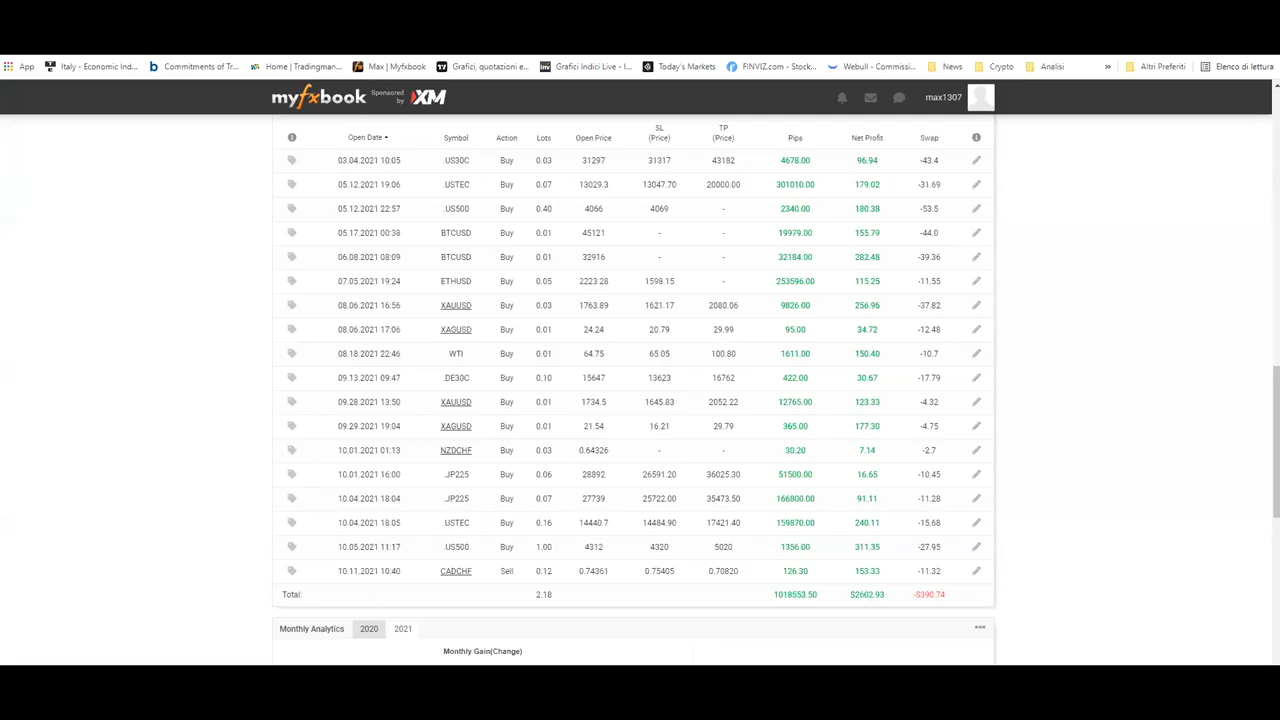 App Italy - Economic Ind... Commitments of Tr... Home | Tradingman... Max | Myfxbook Grafici, quotazioni e... Grafici Indici Live - I... Today's Markets FINVIZ.com - Stock... Webull - Commissi... News Crypto Analisi » Altri Preferiti Elenco di lettura
myfxbook Sponsored by XM max1307
Open Date Symbol Action Lots Open Price SL (Price) TP (Price) Pips Net Profit Swap
03.04.2021 10:05 .US30C Buy 0.03 31297 31317 43182 4678.00 96.94 -43.4
05.12.2021 19:06 .USTEC Buy 0.07 13029.3 13047.70 20000.00 301010.00 179.02 -31.69
05.12.2021 22:57 .US500 Buy 0.40 4066 4069 - 2340.00 180.38 -53.5
05.17.2021 00:38 BTCUSD Buy 0.01 45121 - - 19979.00 155.79 -44.0
06.08.2021 08:09 BTCUSD Buy 0.01 32916 - - 32184.00 282.48 -39.36
07.05.2021 19:24 ETHUSD Buy 0.05 2223.28 1598.15 - 253596.00 115.25 -11.55
08.06.2021 16:56 XAUUSD Buy 0.03 1763.89 1621.17 2080.06 9826.00 256.96 -37.82
08.06.2021 17:06 XAGUSD Buy 0.01 24.24 20.79 29.99 95.00 34.72 -12.48
08.18.2021 22:46 WTI Buy 0.01 64.75 65.05 100.80 1611.00 150.40 -10.7
09.13.2021 09:47 .DE30C Buy 0.10 15647 13623 16762 422.00 30.67 -17.79
09.28.2021 13:50 XAUUSD Buy 0.01 1734.5 1645.83 2052.22 12765.00 123.33 -4.32
09.29.2021 19:04 XAGUSD Buy 0.01 21.54 16.21 29.79 365.00 177.30 -4.75
10.01.2021 01:13 NZDCHF Buy 0.03 0.64326 - - 30.20 7.14 -2.7
10.01.2021 16:00 .JP225 Buy 0.06 28892 26591.20 36025.30 51500.00 16.65 -10.45
10.04.2021 18:04 .JP225 Buy 0.07 27739 25722.00 35473.50 166800.00 91.11 -11.28
10.04.2021 18:05 .USTEC Buy 0.16 14440.7 14484.90 17421.40 159870.00 240.11 -15.68
10.05.2021 11:17 .US500 Buy 1.00 4312 4320 5020 1356.00 311.35 -27.95
10.11.2021 10:40 CADCHF Sell 0.12 0.74361 0.75405 0.70820 126.30 153.33 -11.32
Total: 2.18 1018553.50 $2602.93 -$390.74
Monthly Analytics 2020 2021
Monthly Gain(Change)